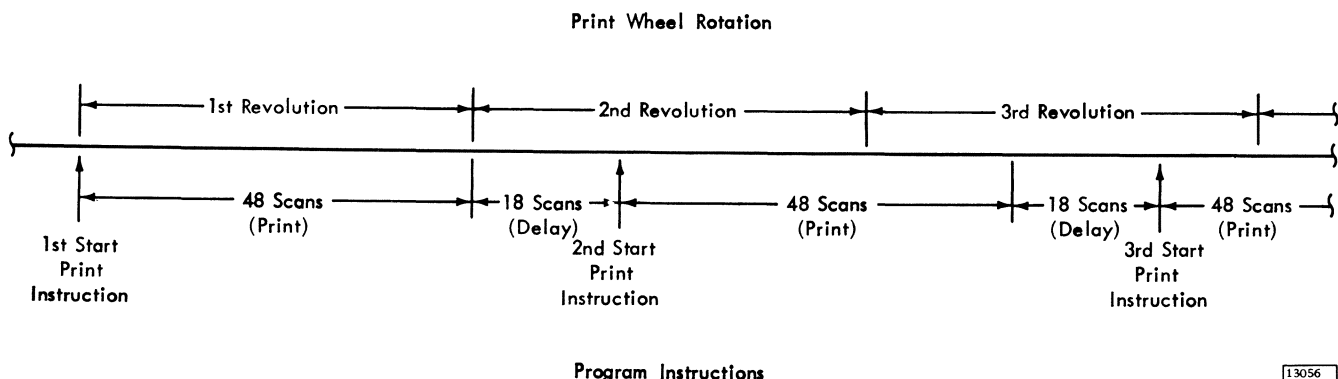 Print Wheel Rotation
1st Revolution
2nd Revolution
3rd Revolution
48 Scans
(Print)
18 Scans
(Delay)
48 Scans
(Print)
18 Scans
(Delay)
48 Scans
(Print)
1st Start
Print
Instruction
2nd Start
Print
Instruction
3rd Start
Print
Instruction
Program Instructions
13056